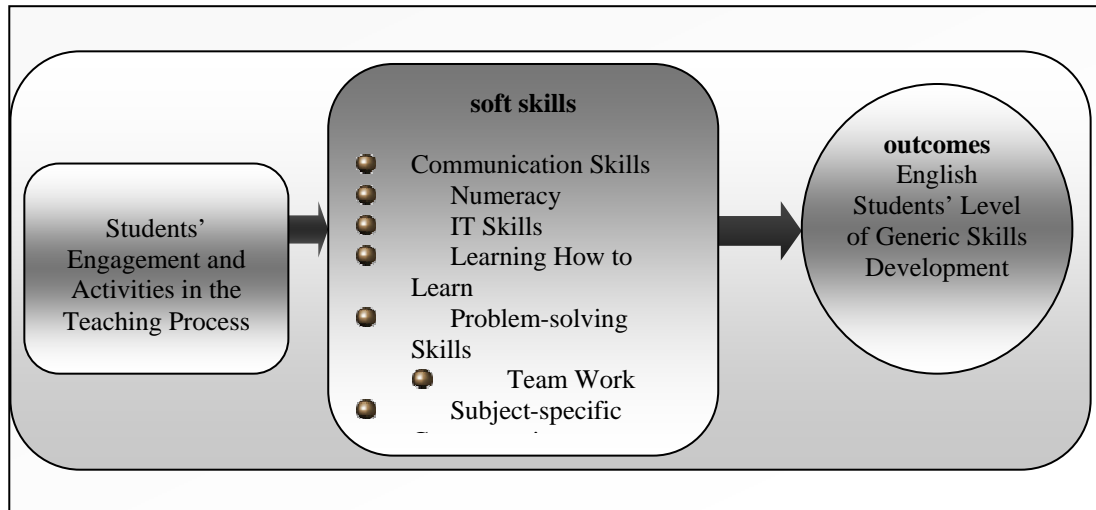 Students’
Engagement and
Activities in the
Teaching Process
soft skills
Communication Skills
Numeracy
IT Skills
Learning How to
Learn
Problem-solving
Skills
Team Work
Subject-specific
outcomes
English
Students’ Level
of Generic Skills
Development